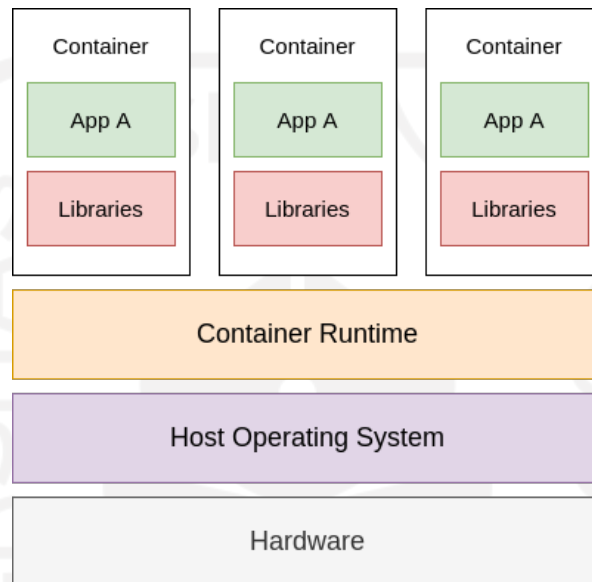 Container Container Container
App A App A App A
Libraries Libraries Libraries
Container Runtime
Host Operating System
Hardware